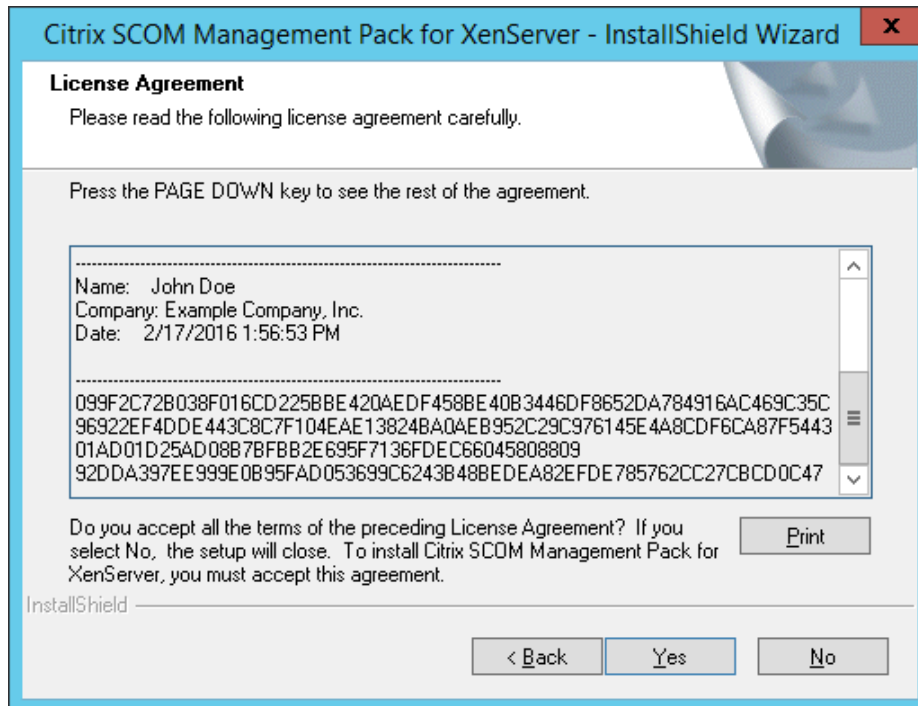 Citrix SCOM Management Pack for XenServer - InstallShield Wizard
x
License Agreement
Please read the following license agreement carefully.
Press the PAGE DOWN key to see the rest of the agreement.
--------------------------------------------------------------------------------
Name: John Doe
Company: Example Company, Inc.
Date: 2/17/2016 1:56:53 PM
--------------------------------------------------------------------------------
099F2C72B038F016CD225BBE420AEDF458BE40B3446DF8652DA784916AC469C35C
96922EF4DDE443C8C7F104EAE13824BA0AEB952C29C976145E4A8CDF6CA87F5443
01AD01D25AD08B7BFBB2E695F7136FDEC66045808809
92DDA397EE999E0B95FAD053699C6243B48BEDEA82EFDE785762CC27CBCD0C47
Do you accept all the terms of the preceding License Agreement? If you
select No, the setup will close. To install Citrix SCOM Management Pack for
XenServer, you must accept this agreement.
Print
InstallShield
< Back
Yes
No